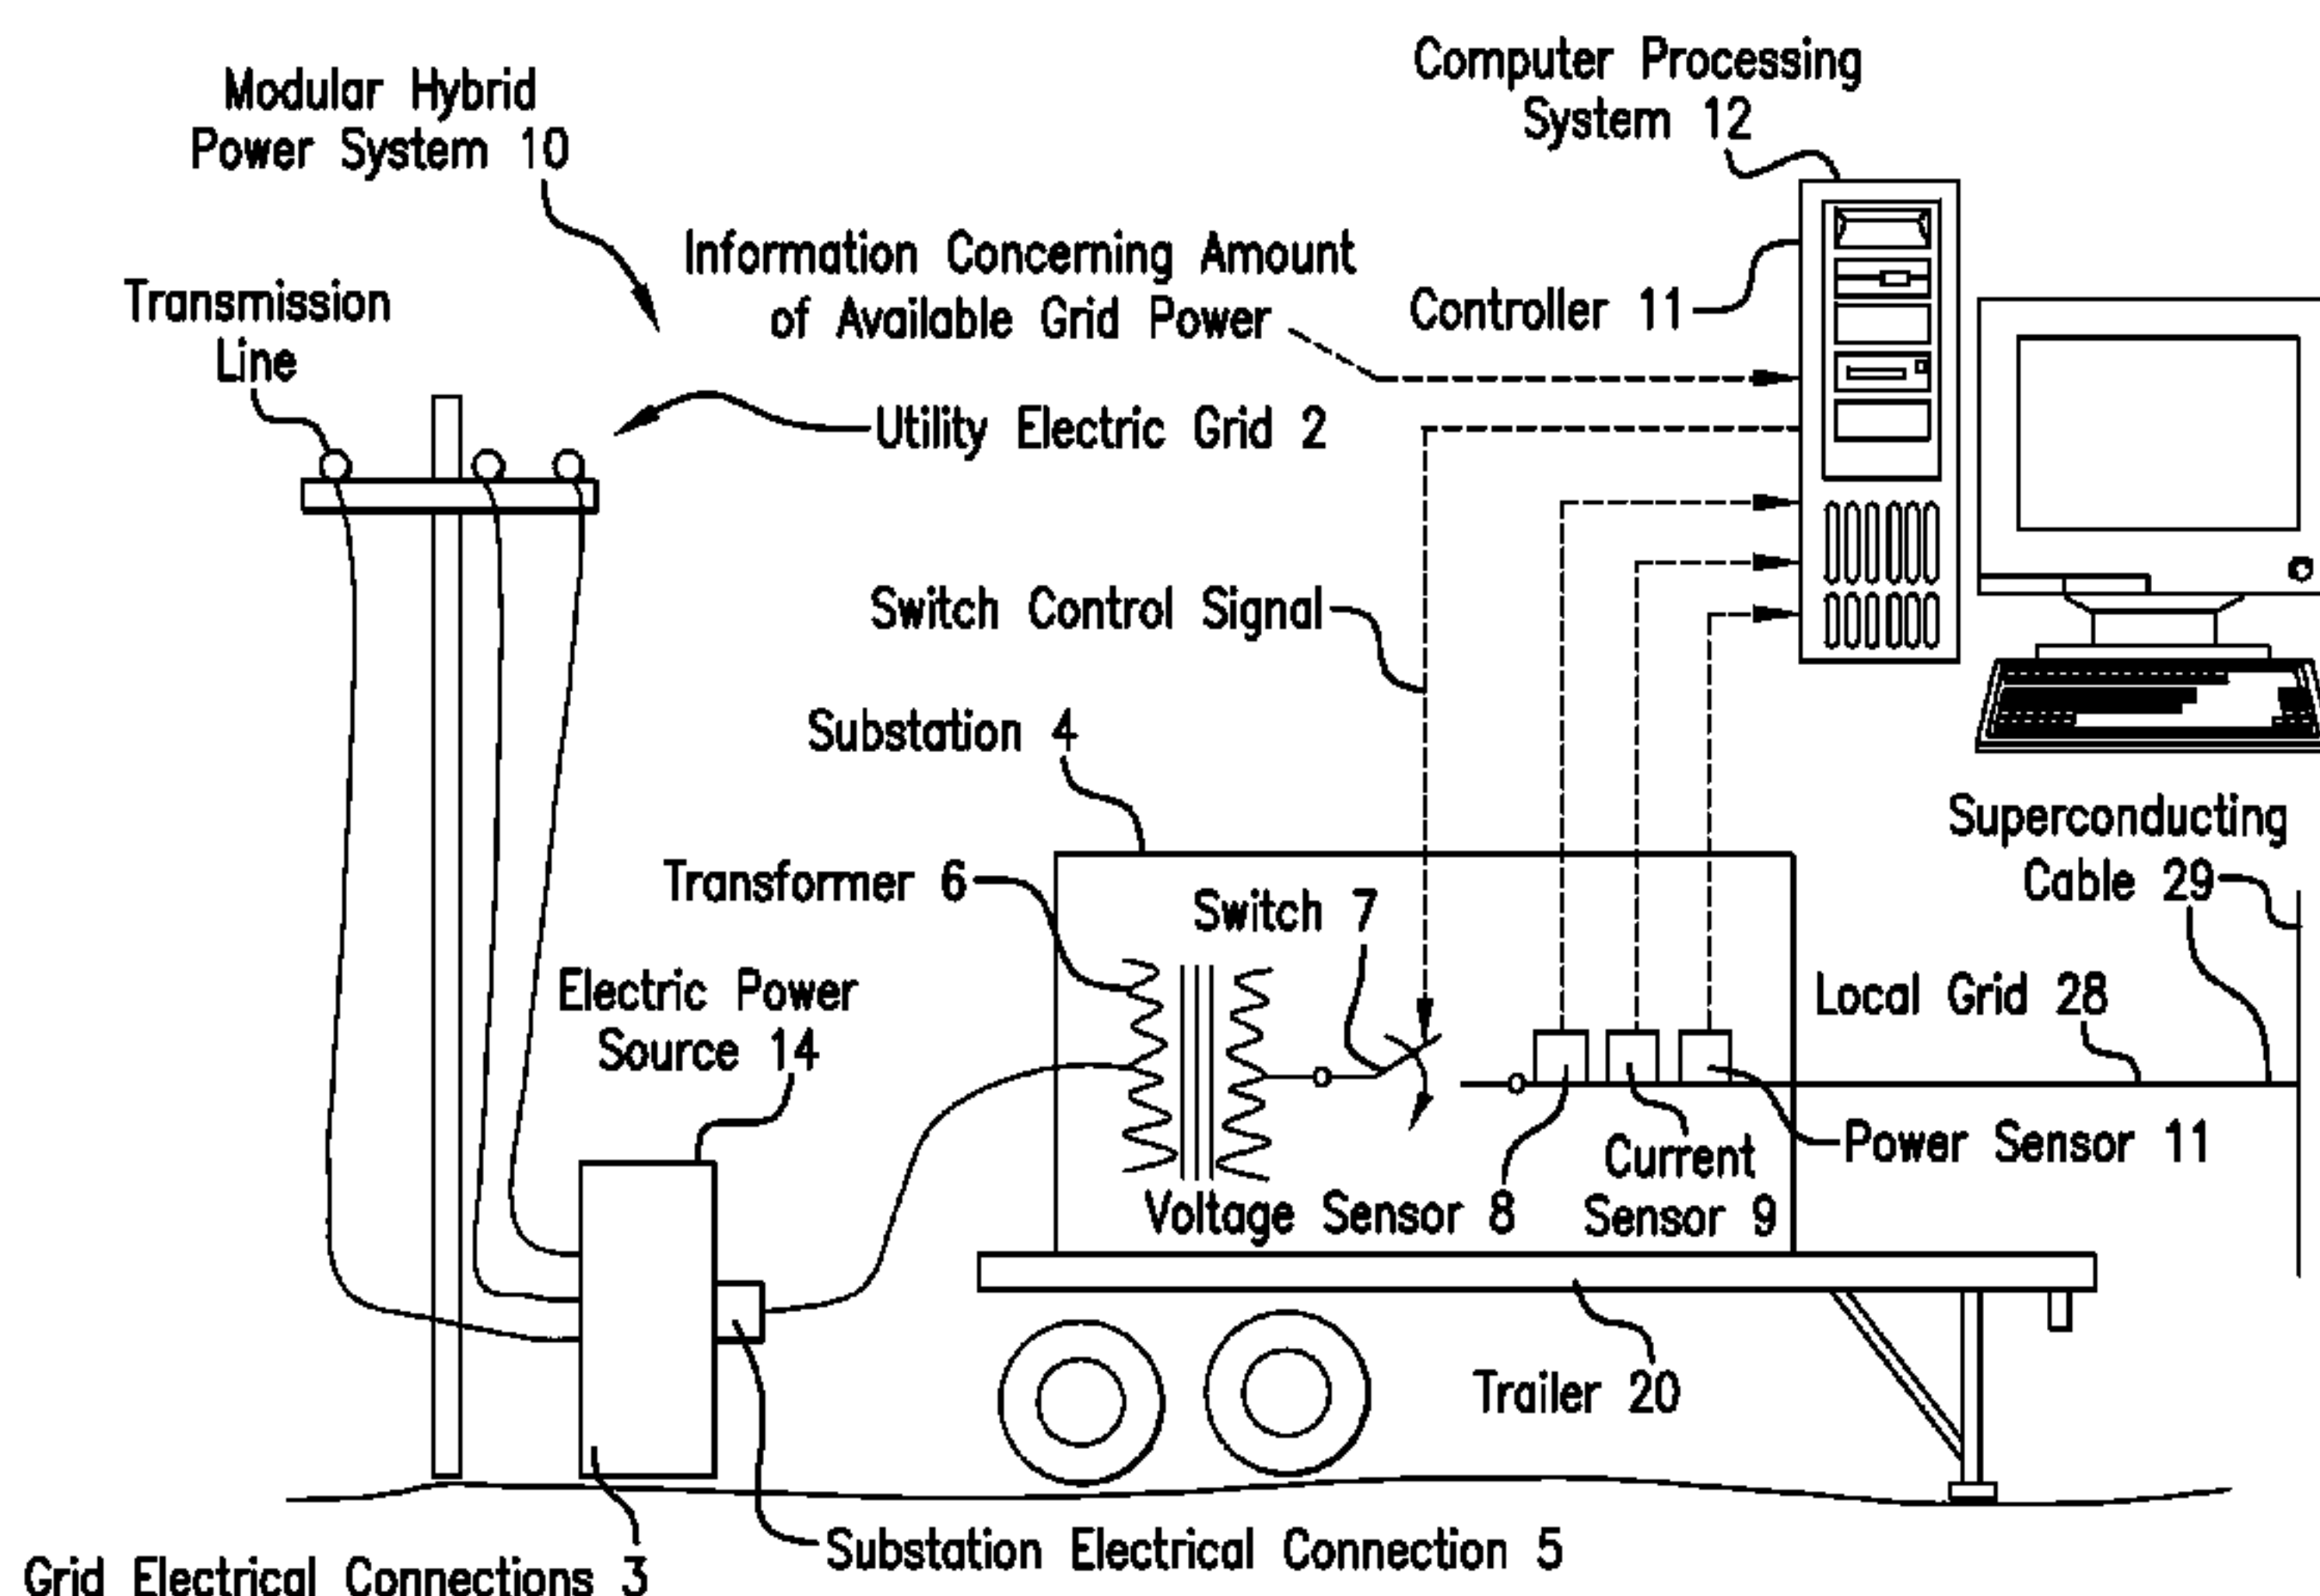 Computer Processing
System 12
Modular Hybrid
Power System 10
Information Concerning Amount
of Available Grid Power
Controller 11
Transmission
Line
Utility Electric Grid 2
Switch Control Signal
Substation 4
Superconducting
Cable 29
Transformer 6
Switch 7
Electric Power
Source 14
Local Grid 28
Power Sensor 11
Current
Sensor 9
Voltage Sensor 8
Trailer 20
Substation Electrical Connection 5
Grid Electrical Connections 3